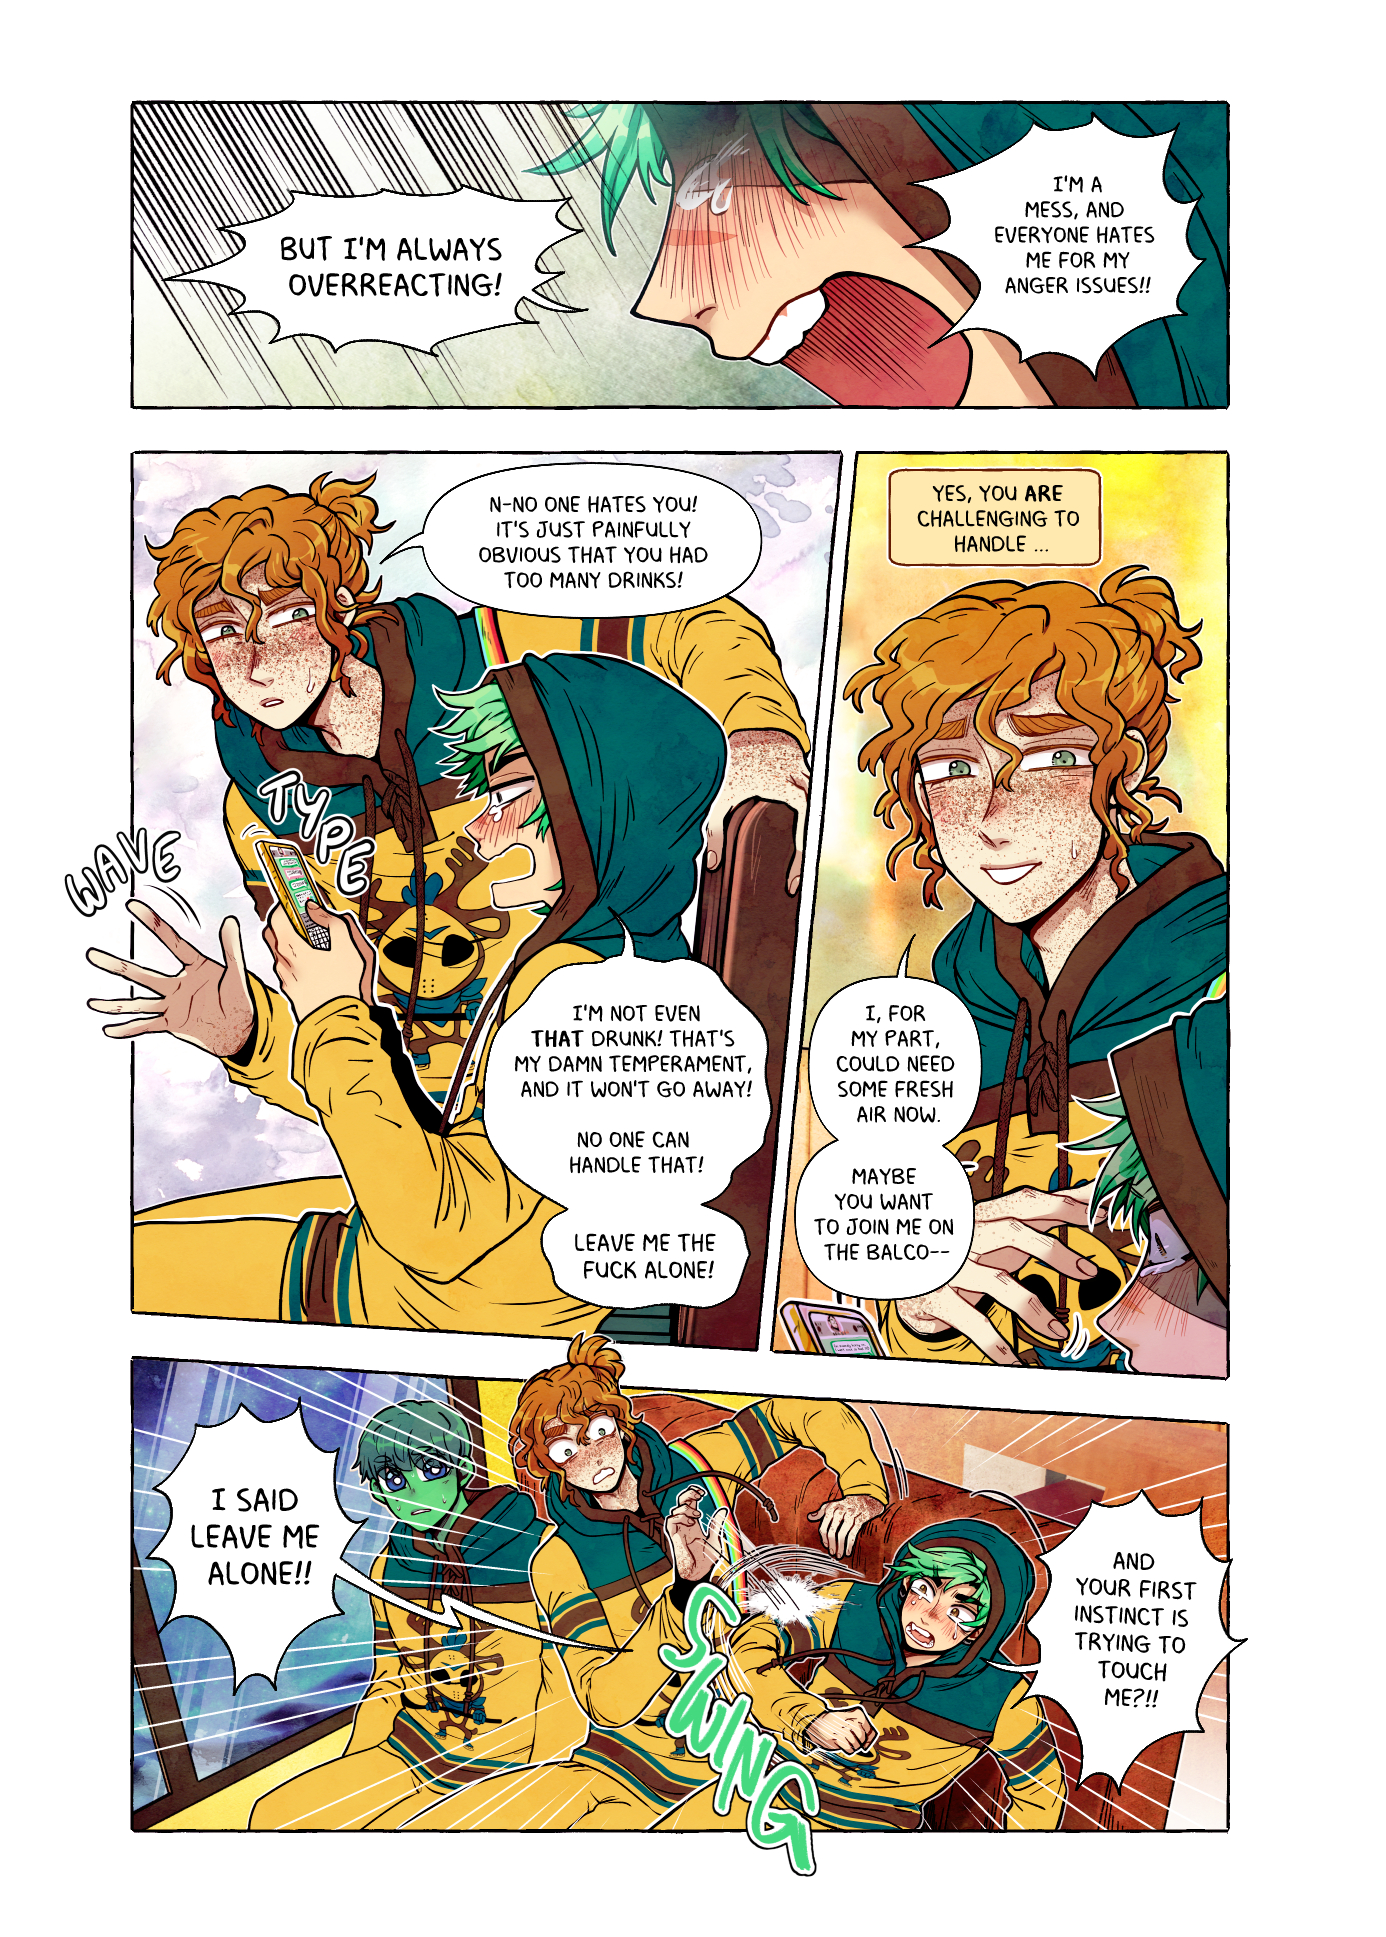 BUT I'M ALWAYS
OVERREACTING!
I'M A
MESS, AND
EVERYONE HATES
ME FOR MY
ANGER ISSUES!!
N-NO ONE HATES YOU!
IT'S JUST PAINFULLY
OBVIOUS THAT YOU HAD
TOO MANY DRINKS!
TYPE
WAVE
I'M NOT EVEN
THAT DRUNK! THAT'S
MY DAMN TEMPERAMENT,
AND IT WON'T GO AWAY!
NO ONE CAN
HANDLE THAT!
LEAVE ME THE
FUCK ALONE!
YES, YOU ARE
CHALLENGING TO
HANDLE ...
I, FOR
MY PART,
COULD NEED
SOME FRESH
AIR NOW.
MAYBE
YOU WANT
TO JOIN ME ON
THE BALCO--
I SAID
LEAVE ME
ALONE!!
SWING
AND
YOUR FIRST
INSTINCT IS
TRYING TO
TOUCH
ME?!!